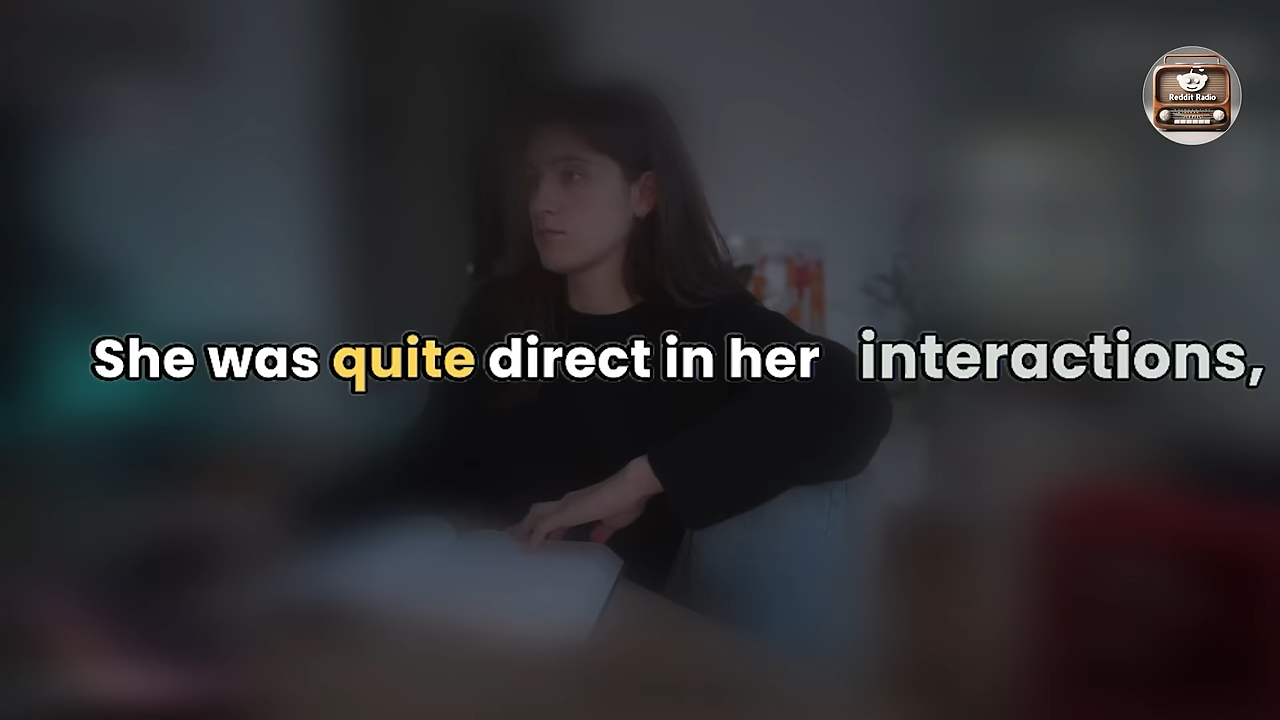 Reddit Radio
She was quite direct in her interactions,